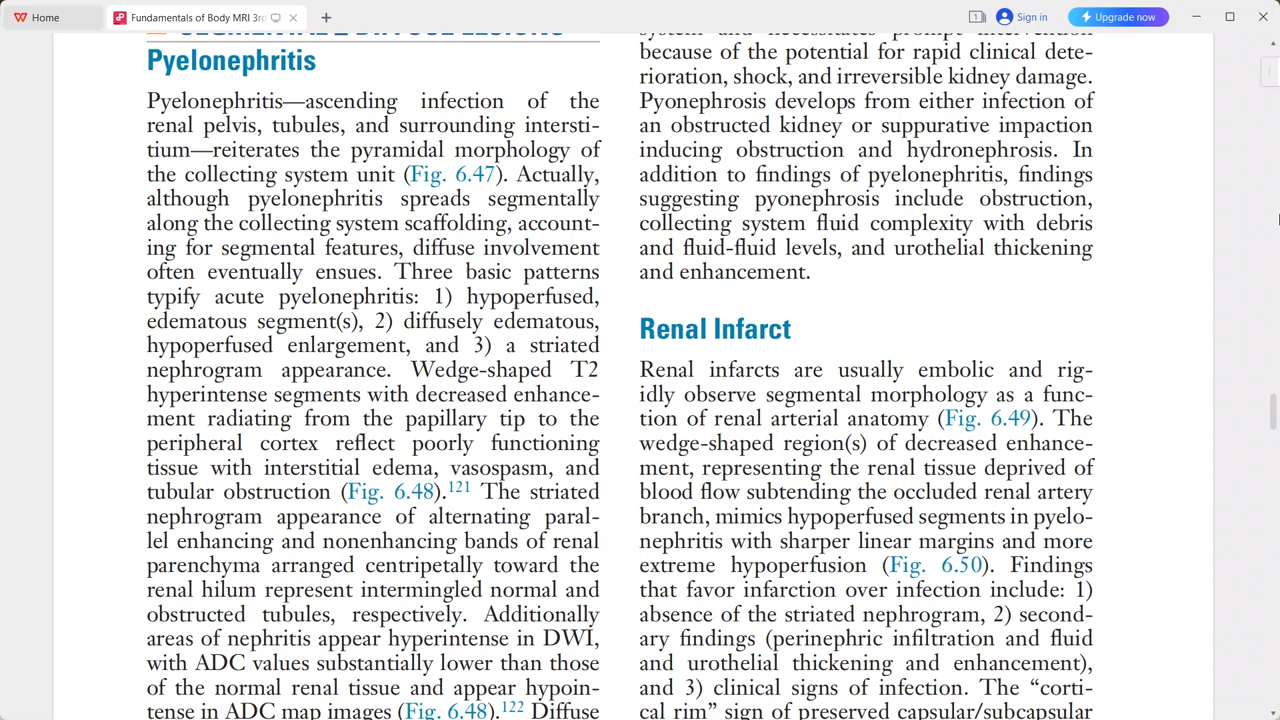 Home
Fundamentals of Body MRI 3rd
Sign in
Upgrade now
SEGMENTAL – DIFFUSE LESIONS
Pyelonephritis
Pyelonephritis—ascending infection of the
renal pelvis, tubules, and surrounding intersti-
tium—reiterates the pyramidal morphology of
the collecting system unit (Fig. 6.47). Actually,
although pyelonephritis spreads segmentally
along the collecting system scaffolding, account-
ing for segmental features, diffuse involvement
often eventually ensues. Three basic patterns
typify acute pyelonephritis: 1) hypoperfused,
edematous segment(s), 2) diffusely edematous,
hypoperfused enlargement, and 3) a striated
nephrogram appearance. Wedge-shaped T2
hyperintense segments with decreased enhance-
ment radiating from the papillary tip to the
peripheral cortex reflect poorly functioning
tissue with interstitial edema, vasospasm, and
tubular obstruction (Fig. 6.48).121 The striated
nephrogram appearance of alternating paral-
lel enhancing and nonenhancing bands of renal
parenchyma arranged centripetally toward the
renal hilum represent intermingled normal and
obstructed tubules, respectively. Additionally
areas of nephritis appear hyperintense in DWI,
with ADC values substantially lower than those
of the normal renal tissue and appear hypoin-
tense in ADC map images (Fig. 6.48).122 Diffuse
system and necessitates prompt intervention
because of the potential for rapid clinical dete-
rioration, shock, and irreversible kidney damage.
Pyonephrosis develops from either infection of
an obstructed kidney or suppurative impaction
inducing obstruction and hydronephrosis. In
addition to findings of pyelonephritis, findings
suggesting pyonephrosis include obstruction,
collecting system fluid complexity with debris
and fluid-fluid levels, and urothelial thickening
and enhancement.
Renal Infarct
Renal infarcts are usually embolic and rig-
idly observe segmental morphology as a func-
tion of renal arterial anatomy (Fig. 6.49). The
wedge-shaped region(s) of decreased enhance-
ment, representing the renal tissue deprived of
blood flow subtending the occluded renal artery
branch, mimics hypoperfused segments in pyelo-
nephritis with sharper linear margins and more
extreme hypoperfusion (Fig. 6.50). Findings
that favor infarction over infection include: 1)
absence of the striated nephrogram, 2) second-
ary findings (perinephric infiltration and fluid
and urothelial thickening and enhancement),
and 3) clinical signs of infection. The “corti-
cal rim” sign of preserved capsular/subcapsular